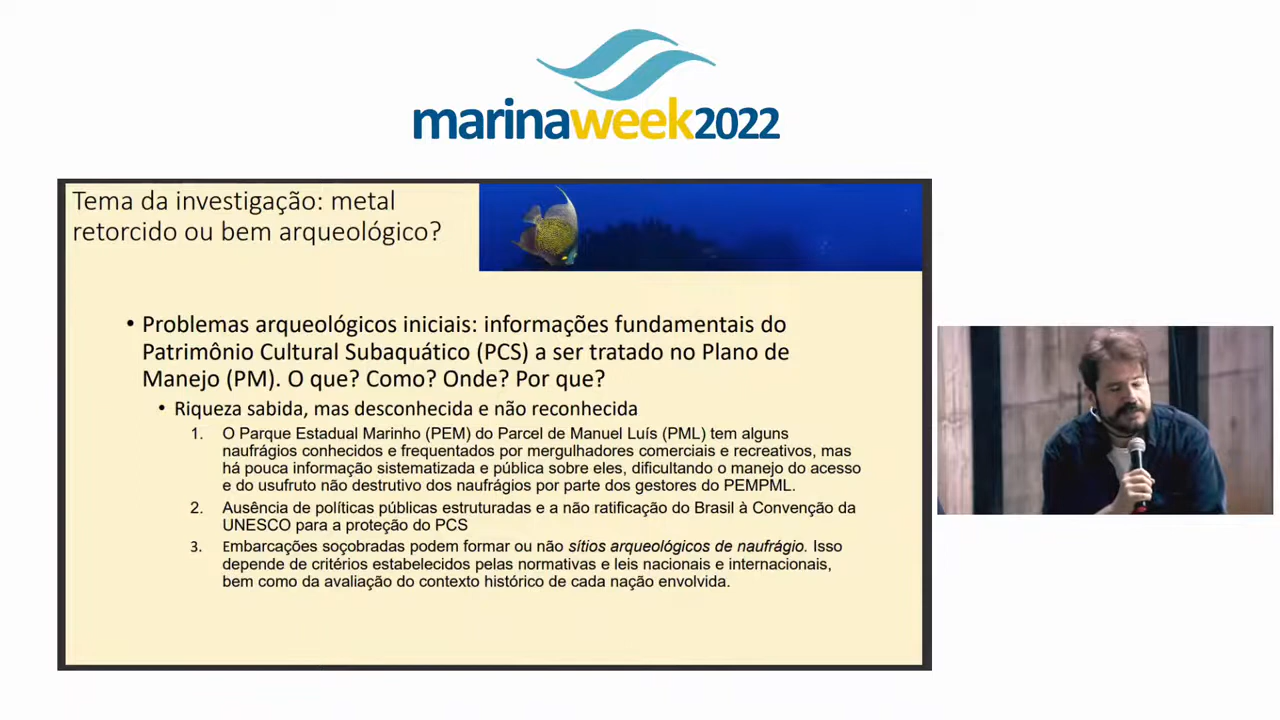 marinaweek2022
Tema da investigação: metal
retorcido ou bem arqueológico?
• Problemas arqueológicos iniciais: informações fundamentais do
Patrimônio Cultural Subaquático (PCS) a ser tratado no Plano de
Manejo (PM). O que? Como? Onde? Por que?
• Riqueza sabida, mas desconhecida e não reconhecida
1. O Parque Estadual Marinho (PEM) do Parcel de Manuel Luís (PML) tem alguns
naufrágios conhecidos e frequentados por mergulhadores comerciais e recreativos, mas
há pouca informação sistematizada e pública sobre eles, dificultando o manejo do acesso
e do usufruto não destrutivo dos naufrágios por parte dos gestores do PEMPML.
2. Ausência de políticas públicas estruturadas e a não ratificação do Brasil à Convenção da
UNESCO para a proteção do PCS
3. Embarcações soçobradas podem formar ou não sítios arqueológicos de naufrágio. Isso
depende de critérios estabelecidos pelas normativas e leis nacionais e internacionais,
bem como da avaliação do contexto histórico de cada nação envolvida.